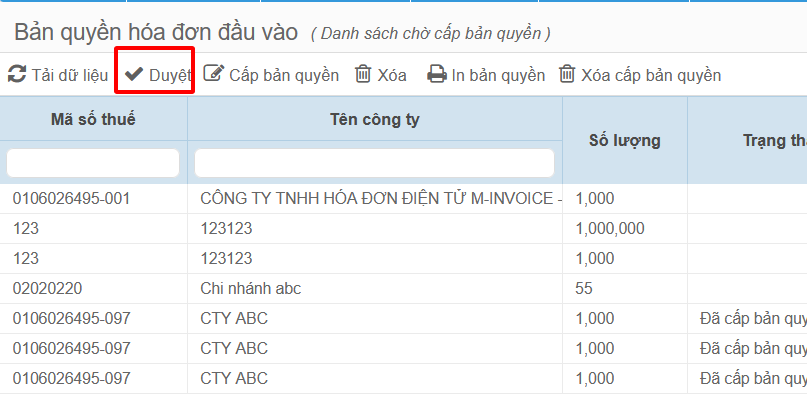 Bản quyền hóa đơn đầu vào ( Danh sách chờ cấp bản quyền )
Tải dữ liệu Duyệt Cấp bản quyền Xóa In bản quyền Xóa cấp bản quyền
Mã số thuế Tên công ty Số lượng Trạng th
0106026495-001 CÔNG TY TNHH HÓA ĐƠN ĐIỆN TỬ M-INVOICE - 1,000
123 123123 1,000,000
123 123123 1,000
02020220 Chi nhánh abc 55
0106026495-097 CTY ABC 1,000 Đã cấp bản quy
0106026495-097 CTY ABC 1,000 Đã cấp bản quy
0106026495-097 CTY ABC 1,000 Đã cấp bản quy